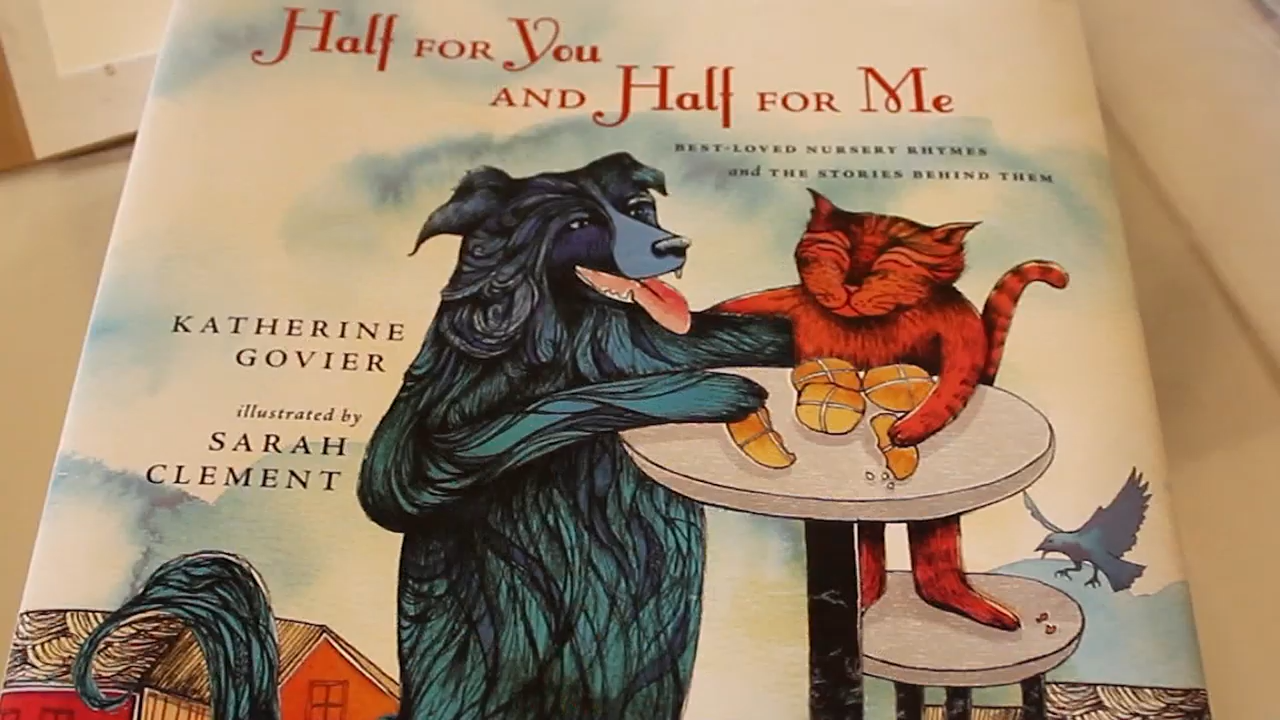 Half FOR You
AND Half FOR Me
BEST-LOVED NURSERY RHYMES
and THE STORIES BEHIND THEM
KATHERINE
GOVIER
illustrated by
SARAH
CLEMENT